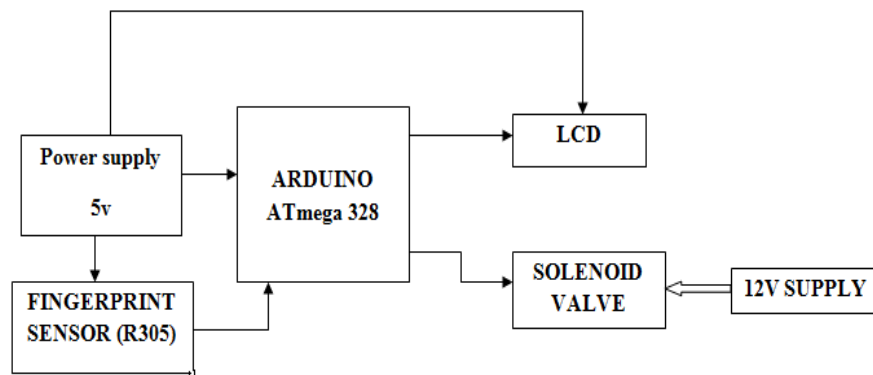 Power supply
5v
ARDUINO
ATmega 328
LCD
FINGERPRINT
SENSOR (R305)
SOLENOID
VALVE
12V SUPPLY